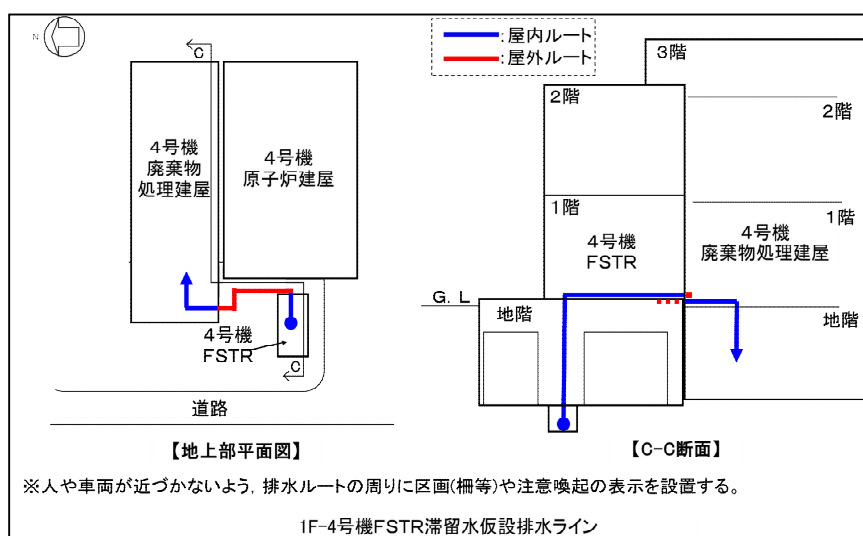 N
:屋内ルート
:屋外ルート
C
4号機
廃棄物
処理建屋
4号機
原子炉建屋
4号機
FSTR
C
道路
【地上部平面図】
3階
2階
2階
1階
1階
4号機
FSTR
4号機
廃棄物処理建屋
G.L
地階
地階
【C-C断面】
※人や車両が近づかないよう,排水ルートの周りに区画(柵等)や注意喚起の表示を設置する。
1F-4号機FSTR滞留水仮設排水ライン